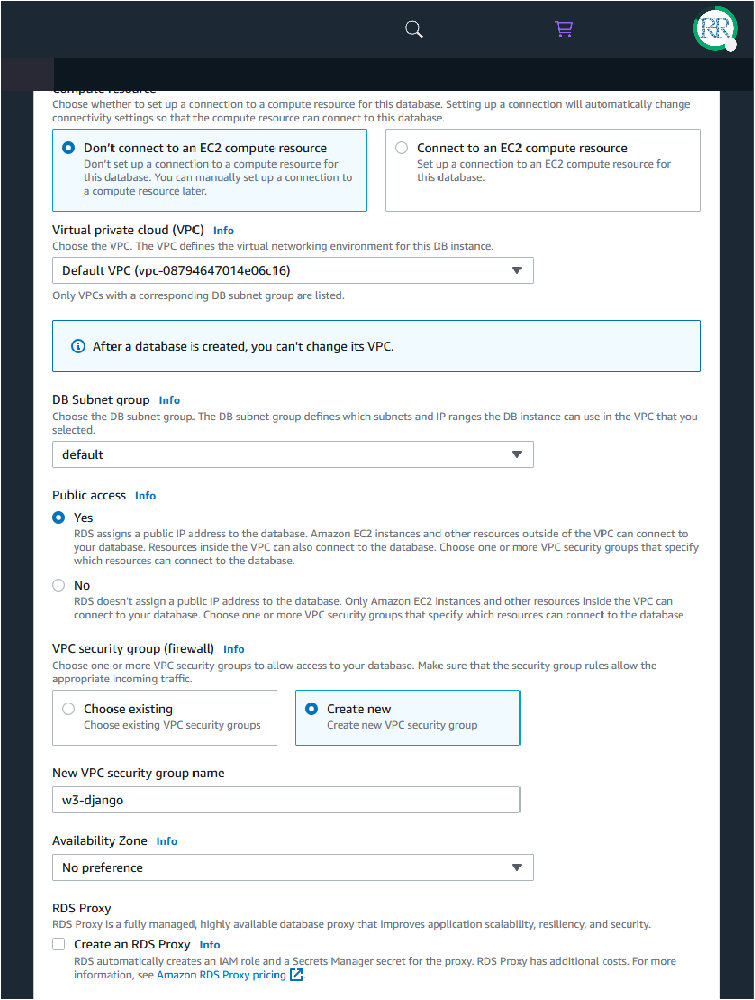 RR
Compute resource
Choose whether to set up a connection to a compute resource for this database. Setting up a connection will automatically change
connectivity settings so that the compute resource can connect to this database.
Don't connect to an EC2 compute resource
Don't set up a connection to a compute resource for
this database. You can manually set up a connection to
a compute resource later.
Connect to an EC2 compute resource
Set up a connection to an EC2 compute resource for
this database.
Virtual private cloud (VPC) Info
Choose the VPC. The VPC defines the virtual networking environment for this DB instance.
Default VPC (vpc-08794647014e06c16)
Only VPCs with a corresponding DB subnet group are listed.
After a database is created, you can't change its VPC.
DB Subnet group Info
Choose the DB subnet group. The DB subnet group defines which subnets and IP ranges the DB instance can use in the VPC that you
selected.
default
Public access Info
Yes
RDS assigns a public IP address to the database. Amazon EC2 instances and other resources outside of the VPC can connect to
your database. Resources inside the VPC can also connect to the database. Choose one or more VPC security groups that specify
which resources can connect to the database.
No
RDS doesn't assign a public IP address to the database. Only Amazon EC2 instances and other resources inside the VPC can
connect to your database. Choose one or more VPC security groups that specify which resources can connect to the database.
VPC security group (firewall) Info
Choose one or more VPC security groups to allow access to your database. Make sure that the security group rules allow the
appropriate incoming traffic.
Choose existing
Choose existing VPC security groups
Create new
Create new VPC security group
New VPC security group name
w3-django
Availability Zone Info
No preference
RDS Proxy
RDS Proxy is a fully managed, highly available database proxy that improves application scalability, resiliency, and security.
Create an RDS Proxy Info
RDS automatically creates an IAM role and a Secrets Manager secret for the proxy. RDS Proxy has additional costs. For more
information, see Amazon RDS Proxy pricing.